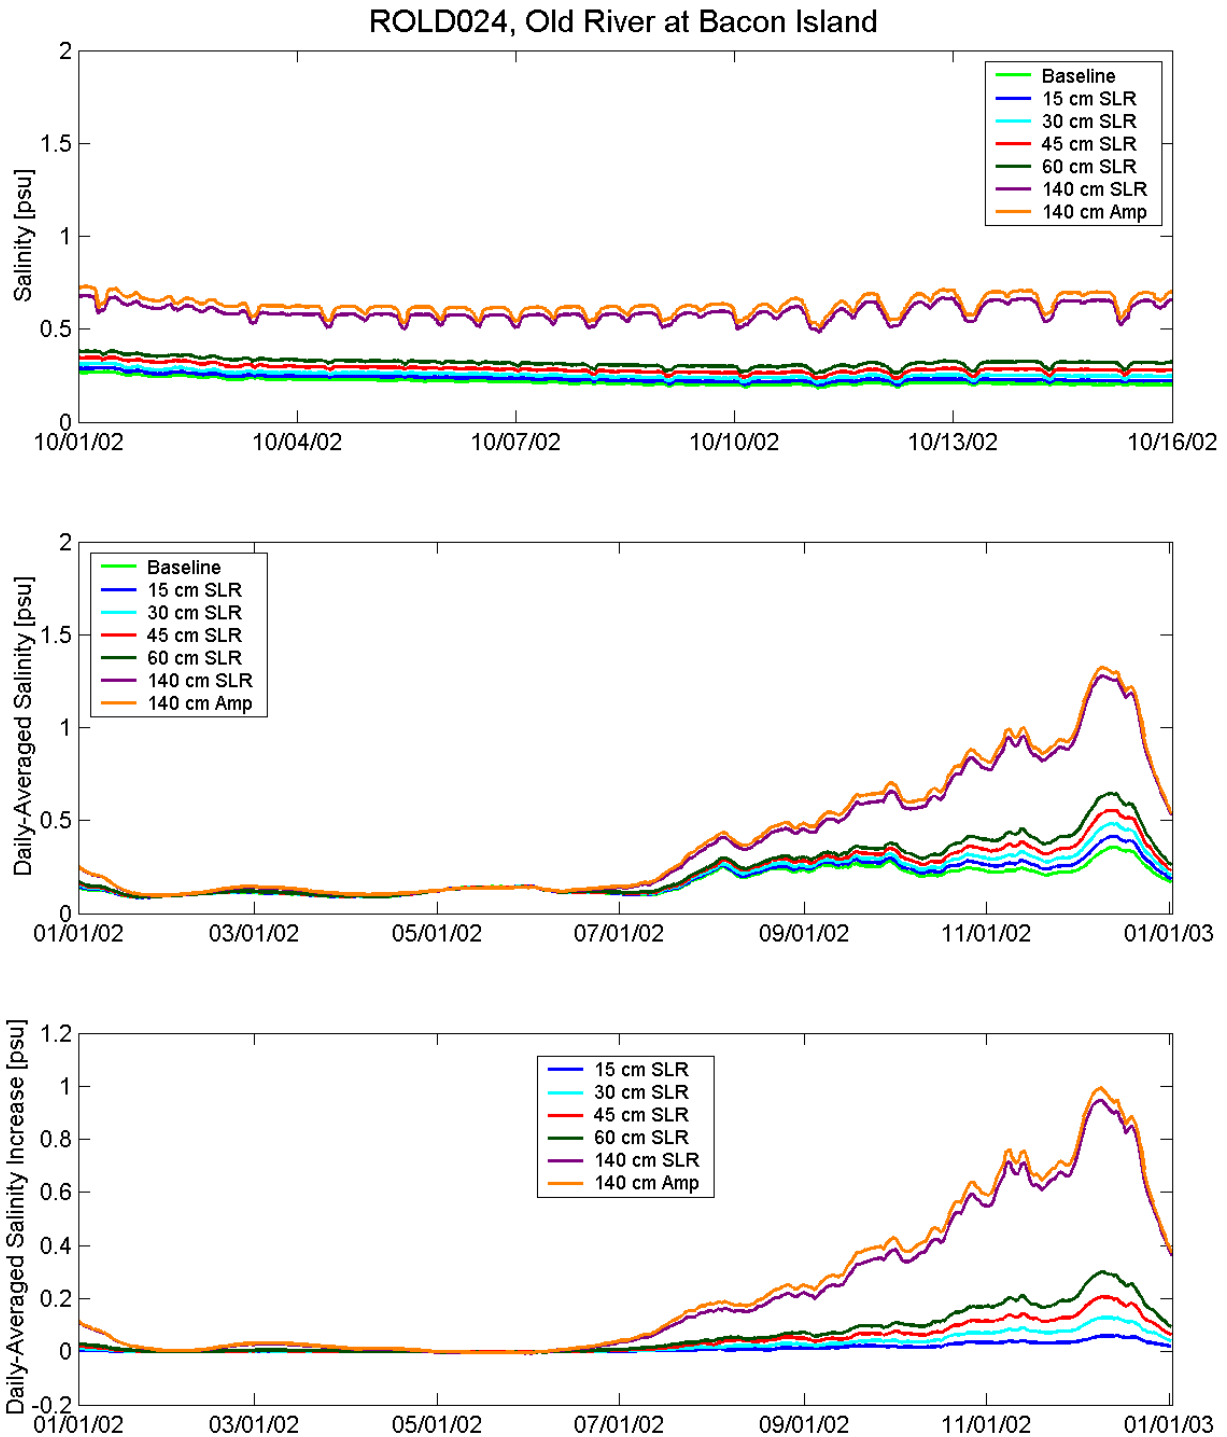 ROLD024, Old River at Bacon Island
Salinity [psu]
2
1.5
1
0.5
0
Baseline
15 cm SLR
30 cm SLR
45 cm SLR
60 cm SLR
140 cm SLR
140 cm Amp
10/01/02 10/04/02 10/07/02 10/10/02 10/13/02 10/16/02
Daily-Averaged Salinity [psu]
2
1.5
1
0.5
0
Baseline
15 cm SLR
30 cm SLR
45 cm SLR
60 cm SLR
140 cm SLR
140 cm Amp
01/01/02 03/01/02 05/01/02 07/01/02 09/01/02 11/01/02 01/01/03
Daily-Averaged Salinity Increase [psu]
1.2
1
0.8
0.6
0.4
0.2
0
-0.2
15 cm SLR
30 cm SLR
45 cm SLR
60 cm SLR
140 cm SLR
140 cm Amp
01/01/02 03/01/02 05/01/02 07/01/02 09/01/02 11/01/02 01/01/03